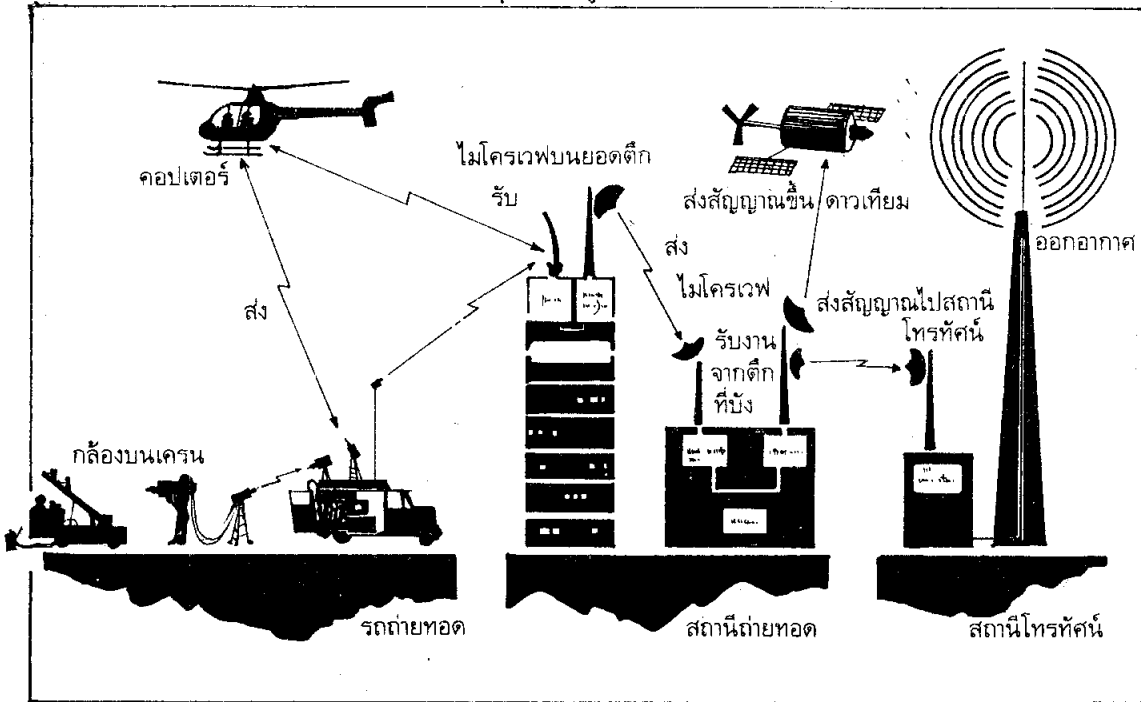 คอปเตอร์
ไมโครเวฟบนยอดตึก
รับ
ส่งสัญญาณขึ้นดาวเทียม
ออกอากาศ
ส่ง
ส่ง
ไมโครเวฟ
ส่งสัญญาณไปสถานี
โทรทัศน์
รับงาน
จากตึก
ที่บัง
กล้องบนเครน
รถถ่ายทอด
สถานีถ่ายทอด
สถานีโทรทัศน์